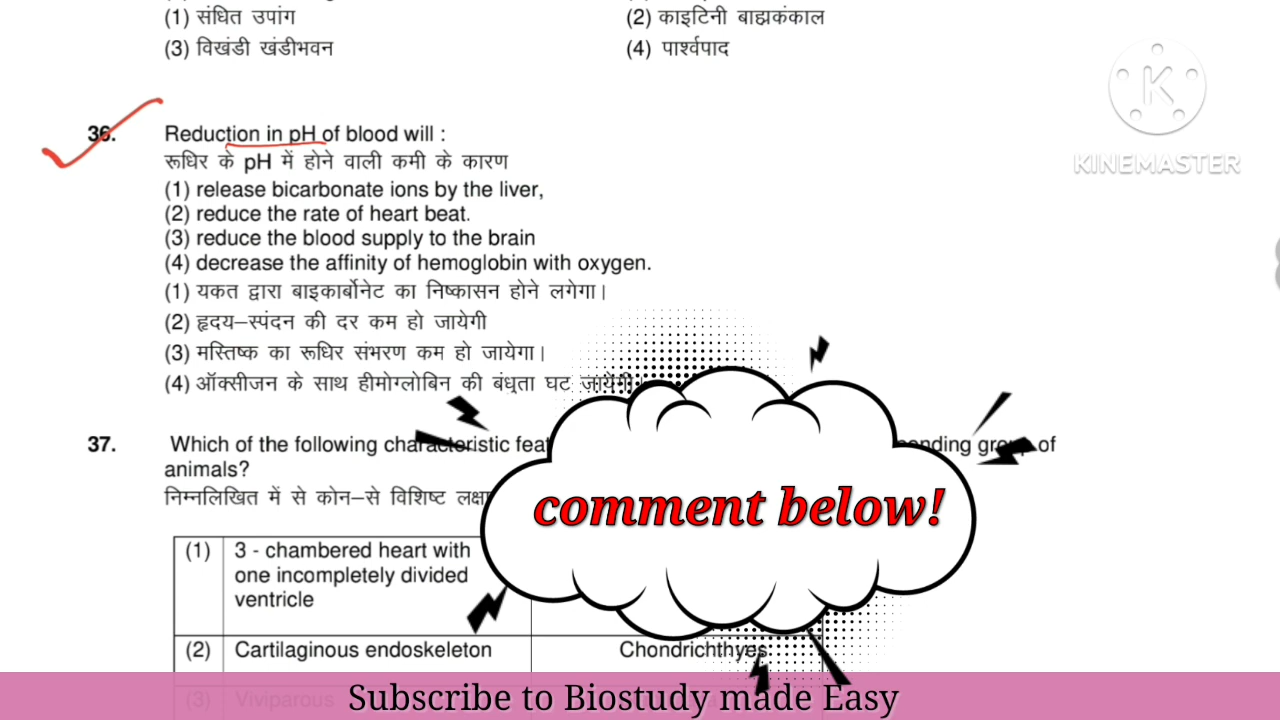 (1) संधित उपांग (2) काइटिनी बाह्यकंकाल
(3) विखंडी खंडीभवन (4) पार्श्वपाद
KINEMASTER
36. Reduction in pH of blood will :
रूधिर के pH में होने वाली कमी के कारण
(1) release bicarbonate ions by the liver,
(2) reduce the rate of heart beat.
(3) reduce the blood supply to the brain
(4) decrease the affinity of hemoglobin with oxygen.
(1) यकत द्वारा बाइकार्बोनेट का निष्कासन होने लगेगा।
(2) हृदय–स्पंदन की दर कम हो जायेगी
(3) मस्तिष्क का रूधिर संभरण कम हो जायेगा।
(4) ऑक्सीजन के साथ हीमोग्लोबिन की बंधुता घट जायेगी।
37. Which of the following characteristic of
animals?
निम्नलिखित में से कोन–से विशिष्ट
comment below!
(1) 3 - chambered heart with
one incompletely divided
ventricle
(2) Cartilaginous endoskeleton Chondrichthyes
(3) Viviparous
Subscribe to Biostudy made Easy